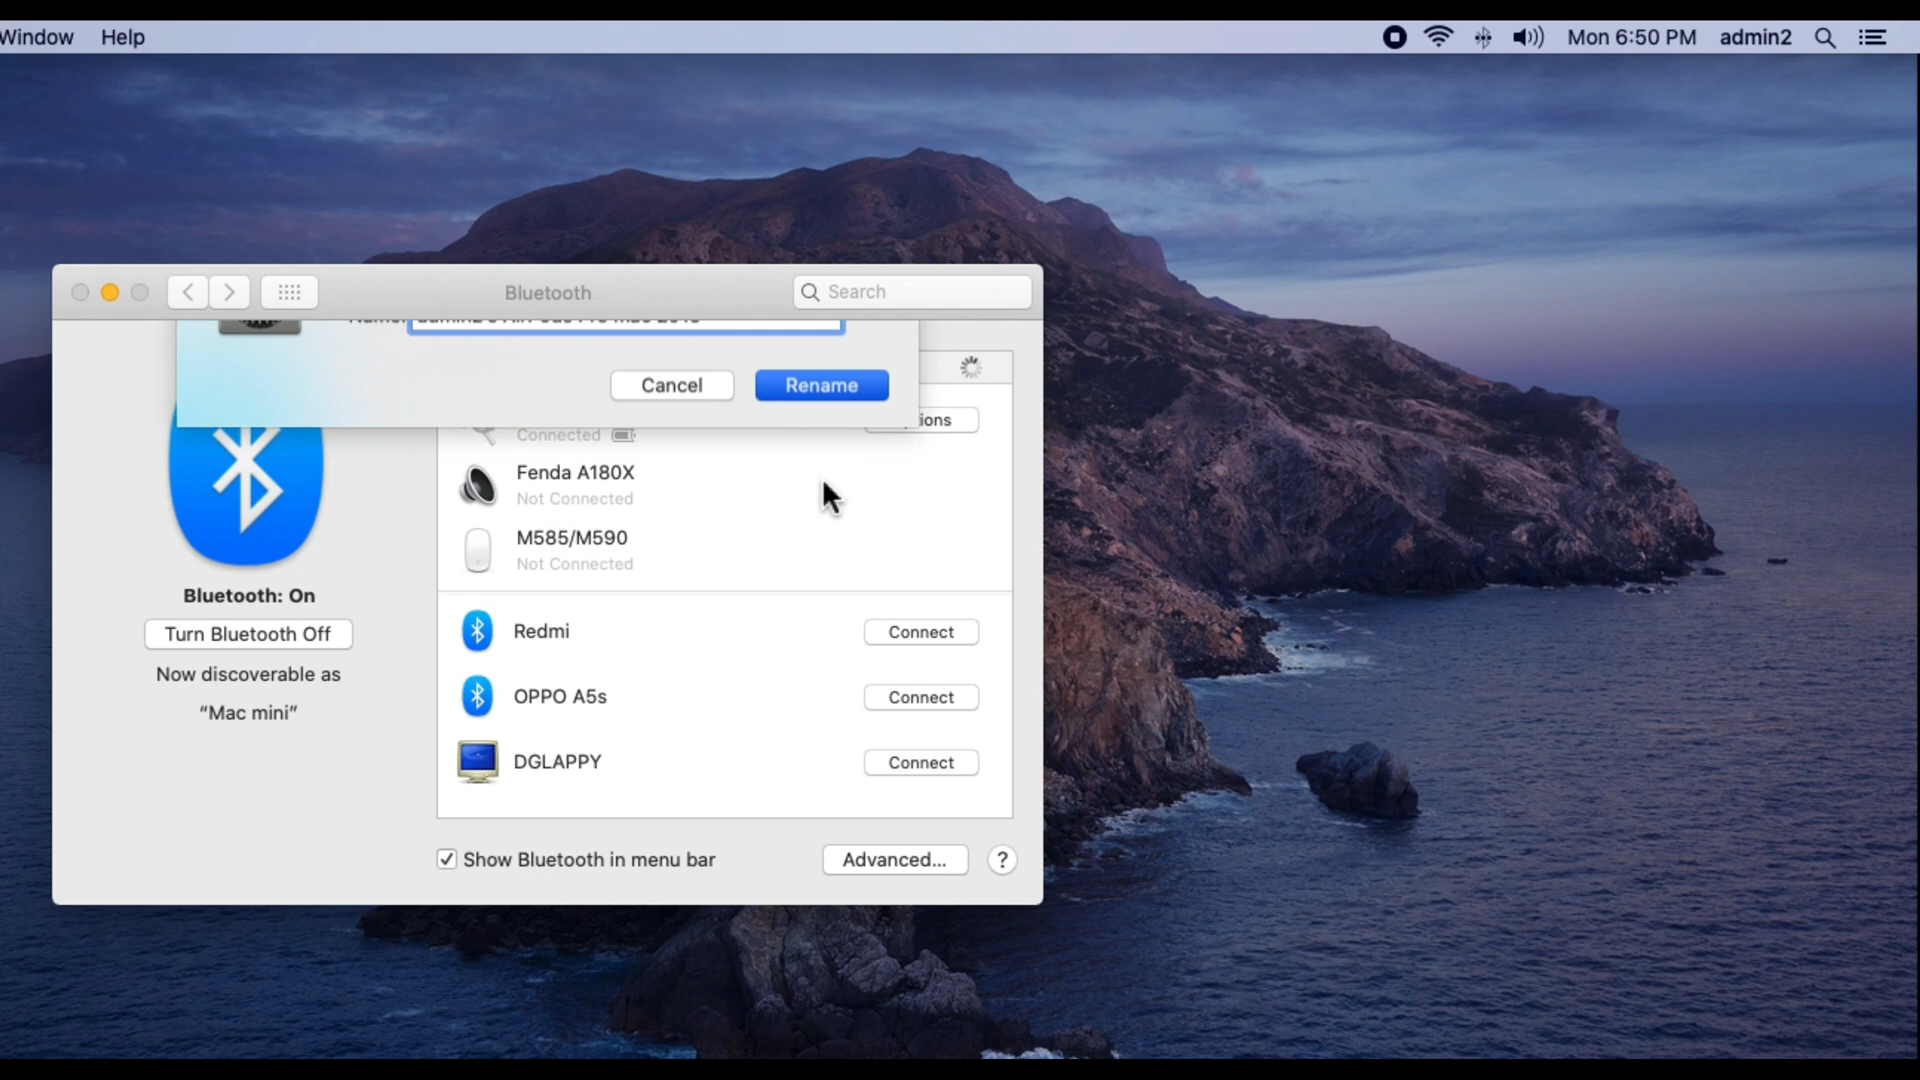 Window Help Mon 6:50 PM admin2
Bluetooth Search
Cancel Rename
Connected
Fenda A180X
Not Connected
M585/M590
Not Connected
Bluetooth: On
Turn Bluetooth Off
Now discoverable as
“Mac mini”
Redmi Connect
OPPO A5s Connect
DGLAPPY Connect
Show Bluetooth in menu bar Advanced... ?